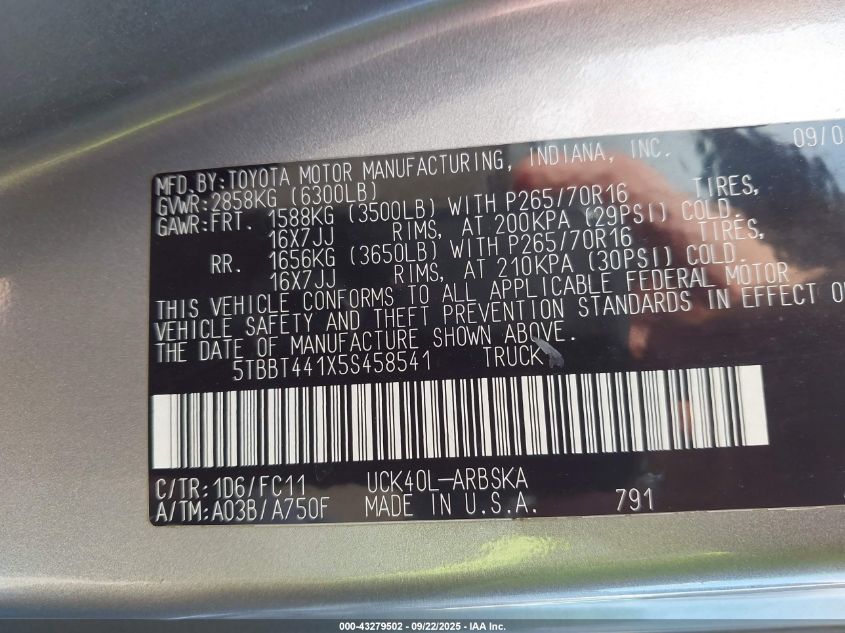 09/0
MFD.BY:TOYOTA MOTOR MANUFACTURING, INDIANA, INC.
GVWR:2858KG (6300LB)
GAWR:FRT. 1588KG (3500LB) WITH P265/70R16 TIRES,
16X7JJ RIMS, AT 200KPA (29PSI) COLD.
RR. 1656KG (3650LB) WITH P265/70R16 TIRES,
16X7JJ RIMS, AT 210KPA (30PSI) COLD.
THIS VEHICLE CONFORMS TO ALL APPLICABLE FEDERAL MOTOR
VEHICLE SAFETY AND THEFT PREVENTION STANDARDS IN EFFECT O
THE DATE OF MANUFACTURE SHOWN ABOVE.
5TBBT441X5S458541 TRUCK
C/TR:1D6/FC11 UCK40L-ARBSKA
A/TM:A03B/A750F MADE IN U.S.A. 791
000-43279502 - 09/22/2025 - IAA Inc.